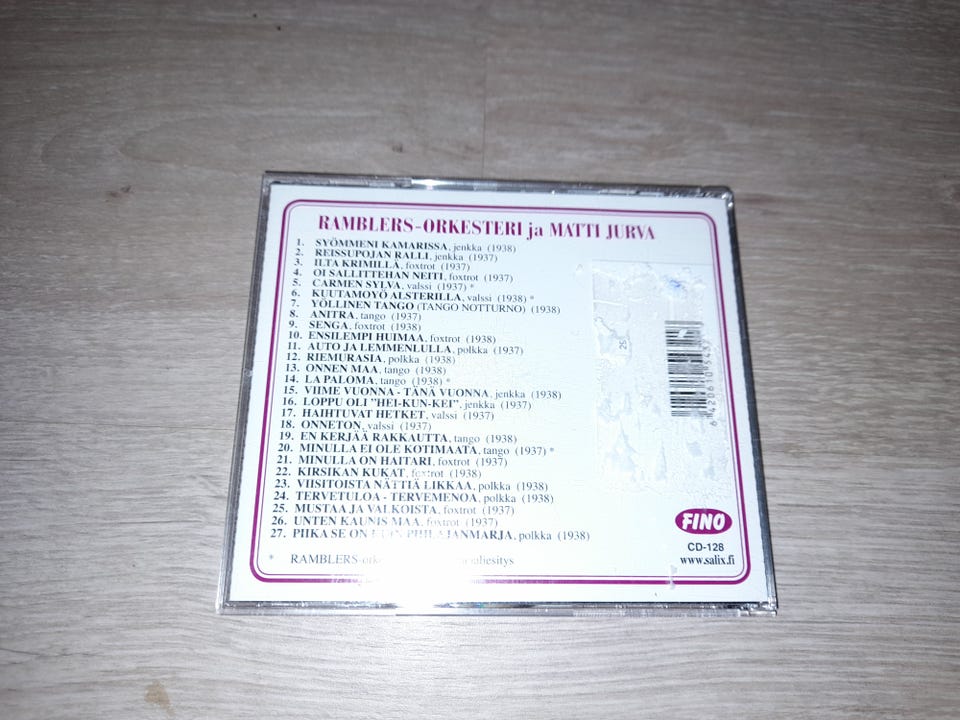 RAMBLERS-ORKESTERI ja MATTI JURVA
1. SYÖMMENI KAMARISSA, jenkka (1938)
2. REISSUPOJAN RALLI, jenkka (1937)
3. ILTA KRIMILLÄ, foxtrot (1937)
4. OI SALLITTEHAN NEITI, foxtrot (1937)
5. CARMEN SYLVA, valssi (1937) *
6. KUUTAMOYÖ ALSTERILLA, valssi (1938) *
7. YÖLLINEN TANGO (TANGO NOTTURNO) (1938)
8. ANITRA, tango (1937)
9. SENGA, foxtrot (1938)
10. ENSILEMPI HUIMAA, foxtrot (1938)
11. AUTO JA LEMMENLULLA, polkka (1937)
12. RIEMURASIA, polkka (1938)
13. ONNEN MAA, tango (1938)
14. LA PALOMA, tango (1938) *
15. VIIME VUONNA - TÄNÄ VUONNA, jenkka (1938)
16. LOPPU OLI "HEI-KUN-KEI", jenkka (1937)
17. HAIHTUVAT HETKET, valssi (1937)
18. ONNETON, valssi (1937)
19. EN KERJÄÄ RAKKAUTTA, tango (1938)
20. MINULLA EI OLE KOTIMAATA, tango (1937) *
21. MINULLA ON HAITARI, foxtrot (1937)
22. KIRSIKAN KUKAT, foxtrot (1938)
23. VIISITOISTA NÄTTIÄ LIKKAA, polkka (1938)
24. TERVETULOA - TERVEMENOA, polkka (1938)
25. MUSTAA JA VALKOISTA, foxtrot (1937)
26. UNTEN KAUNIS MAA, foxtrot (1937)
27. PIIKA SE ON KUIN PIHLAJANMARJA, polkka (1938)
* RAMBLERS-
25
FINO
CD-128
www.salix.fi